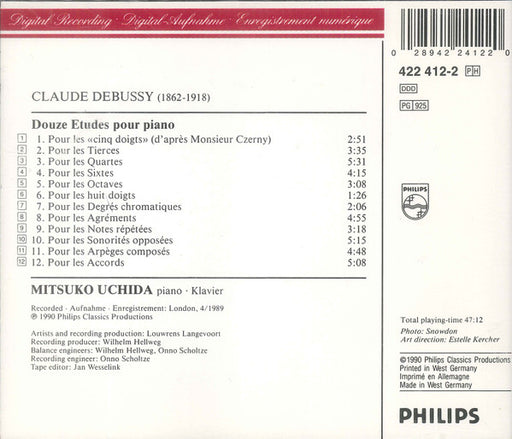 Digital Recording · Digital-Aufnahme · Enregistrement numérique
0 28942 24122 0
422 412-2 PH
DDD
PG 925
CLAUDE DEBUSSY (1862-1918)
Douze Etudes pour piano
1 1. Pour les «cinq doigts» (d'après Monsieur Czerny) 2:51
2 2. Pour les Tierces 3:35
3 3. Pour les Quartes 5:31
4 4. Pour les Sixtes 4:15
5 5. Pour les Octaves 3:08
6 6. Pour les huit doigts 1:26
7 7. Pour les Degrés chromatiques 2:06
8 8. Pour les Agréments 4:55
9 9. Pour les Notes répétées 3:18
10 10. Pour les Sonorités opposées 5:15
11 11. Pour les Arpèges composés 4:48
12 12. Pour les Accords 5:08
MITSUKO UCHIDA piano · Klavier
Recorded · Aufnahme · Enregistrement: London, 4/1989
℗ 1990 Philips Classics Productions
Artists and recording production: Louwrens Langevoort
Recording producer: Wilhelm Hellweg
Balance engineers: Wilhelm Hellweg, Onno Scholtze
Recording engineer: Onno Scholtze
Tape editor: Jan Wesselink
PHILIPS
Total playing-time 47:12
Photo: Snowdon
Art direction: Estelle Kercher
©1990 Philips Classics Productions
Printed in West Germany
Imprimé en Allemagne
Made in West Germany
PHILIPS